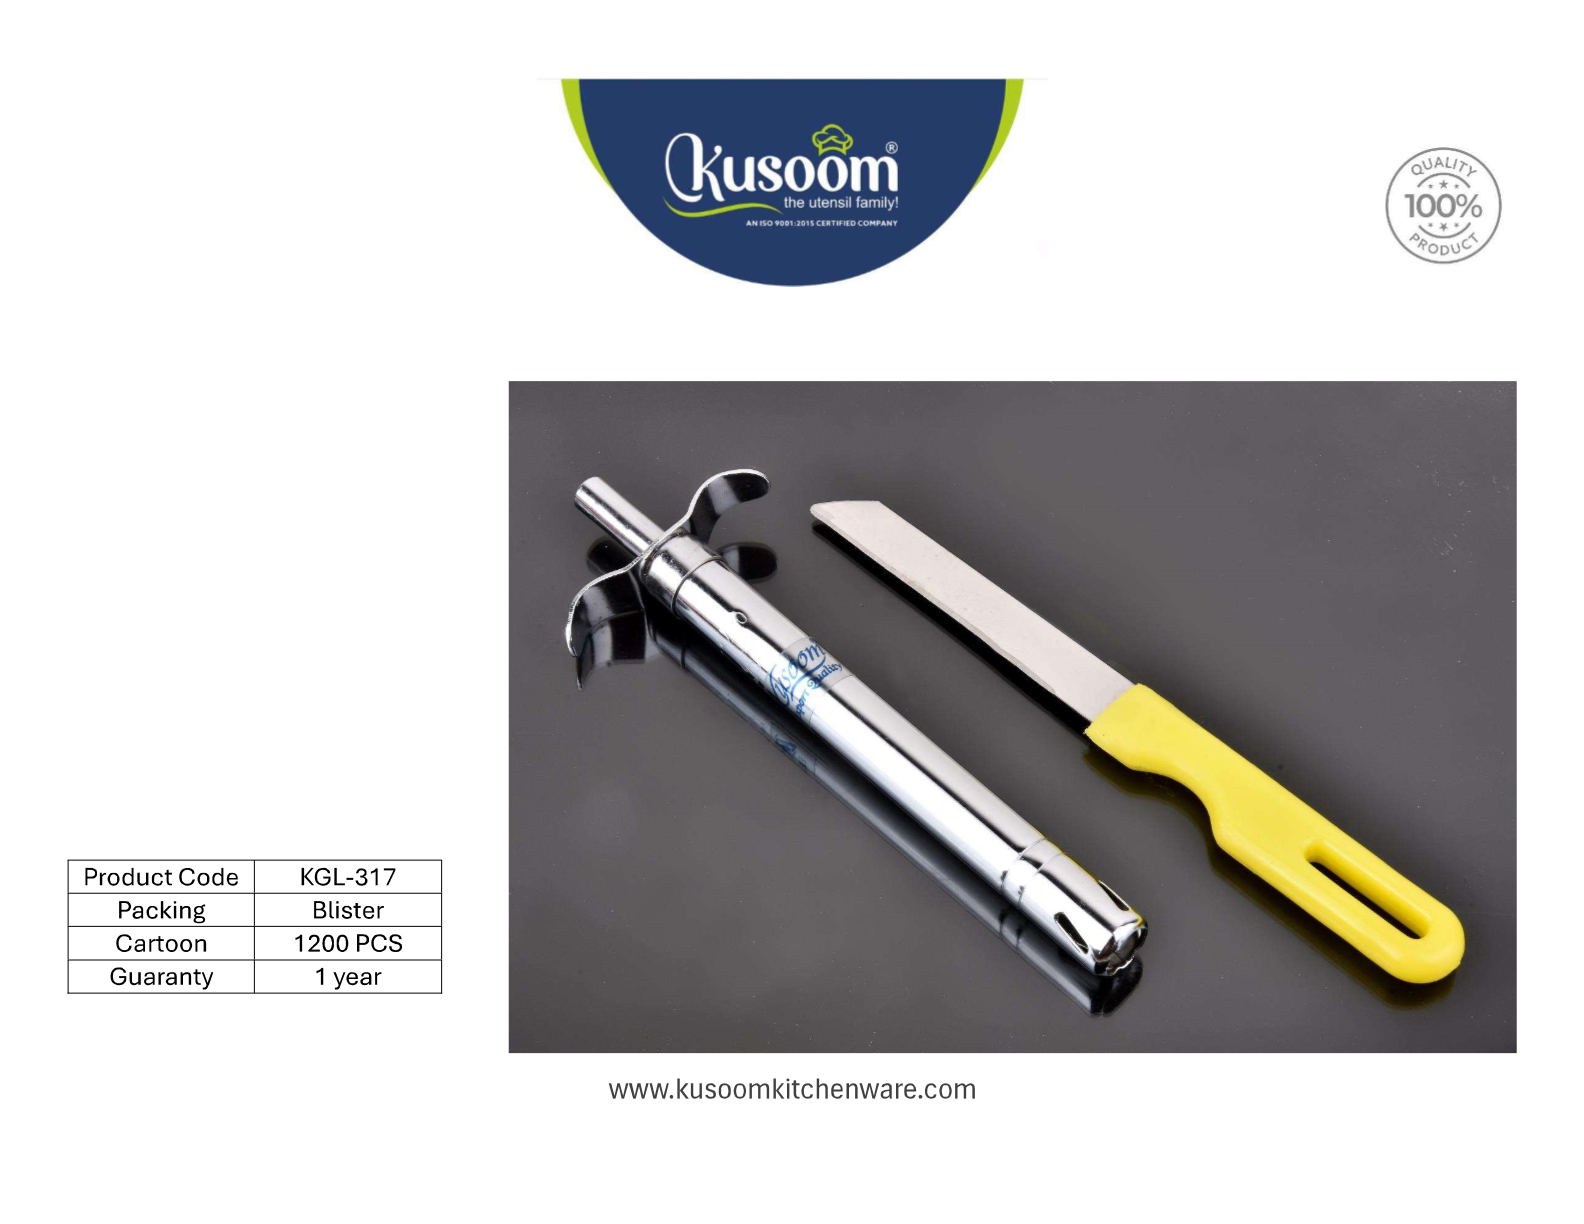 Kusoom®
the utensil family!
AN ISO 9001:2015 CERTIFIED COMPANY
QUALITY
100%
PRODUCT
Product Code KGL-317
Packing Blister
Cartoon 1200 PCS
Guaranty 1 year
www.kusoomkitchenware.com